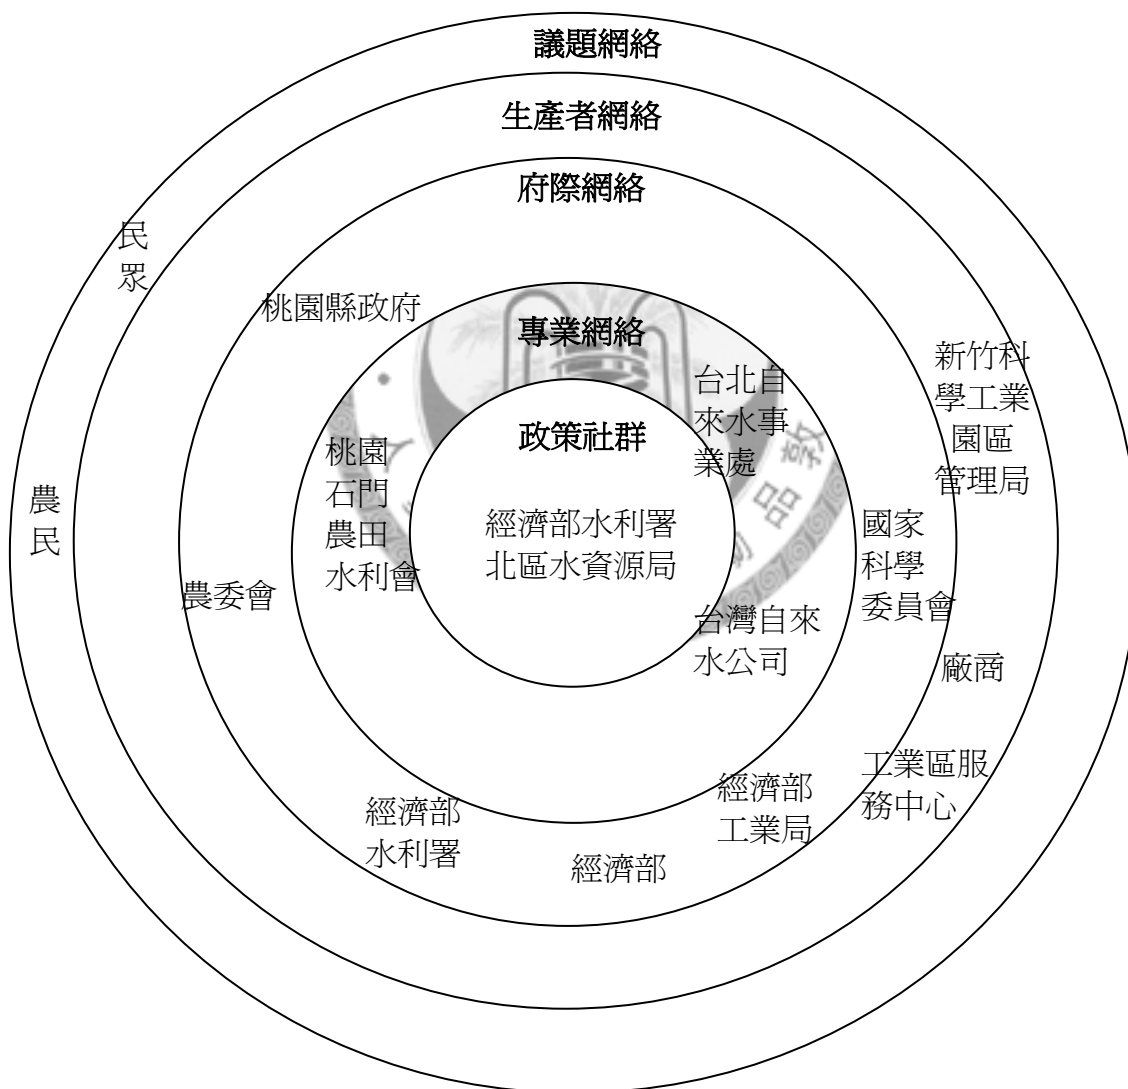 議題網絡
生產者網絡
府際網絡
民
眾
桃園縣政府
專業網絡
新竹科
學工業
園區
管理局
台北自
來水事
業處
政策社群
桃園
石門
農田
水利會
農
民
經濟部水利署
北區水資源局
國家
科學
委員會
農委會
台灣自來
水公司
廠商
工業區服
務中心
經濟部
工業局
經濟部
水利署
經濟部